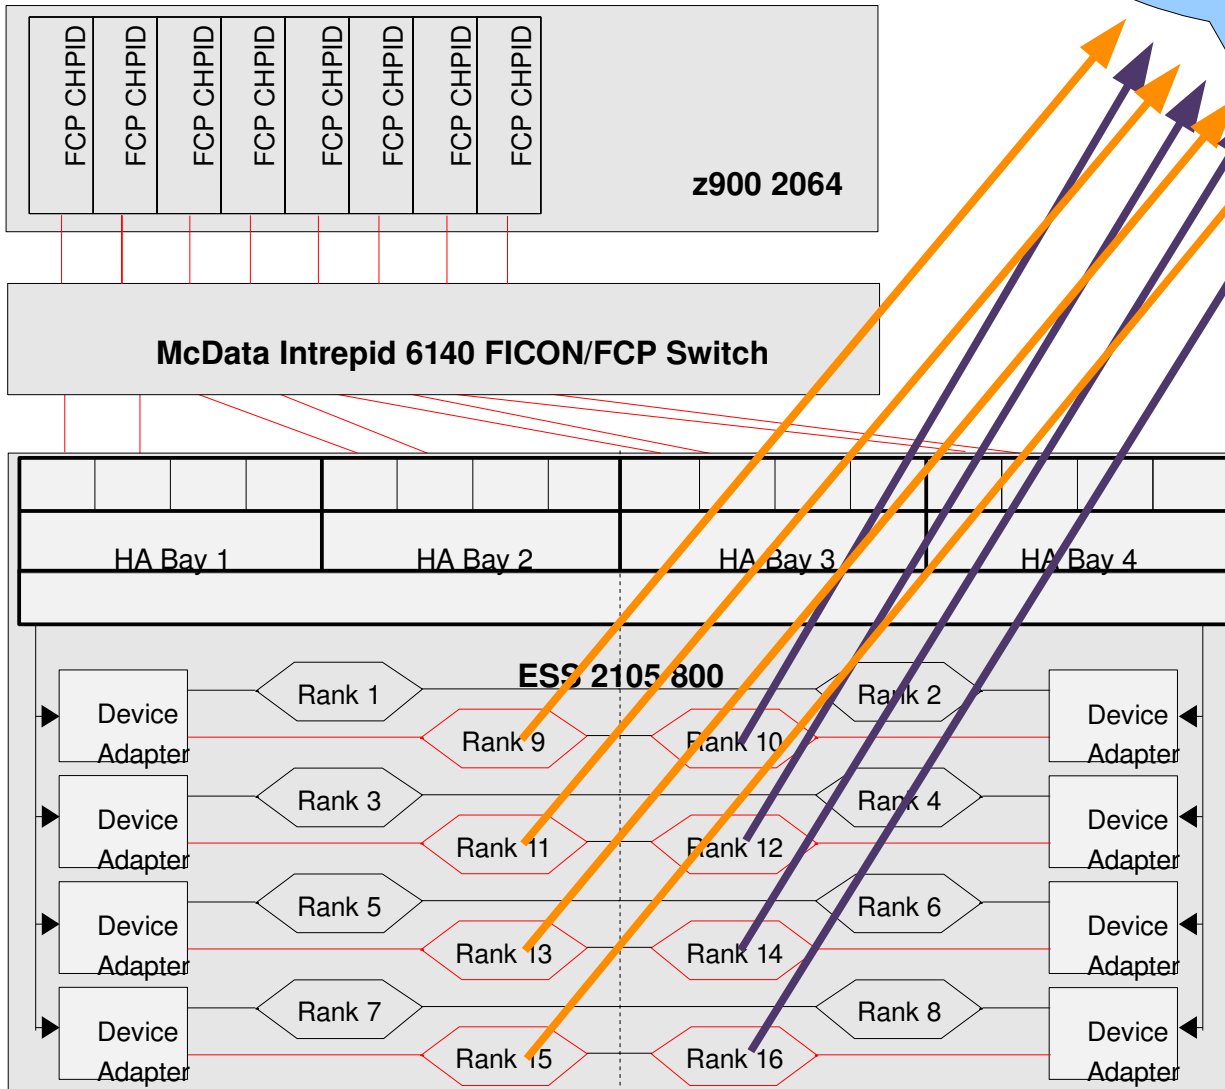 FCP CHPID
FCP CHPID
FCP CHPID
FCP CHPID
FCP CHPID
FCP CHPID
FCP CHPID
FCP CHPID
z900 2064
McData Intrepid 6140 FICON/FCP Switch
HA Bay 1
HA Bay 2
HA Bay 3
HA Bay 4
ESS 2105-800
Device
Adapter
Rank 1
Rank 2
Rank 9
Rank 10
Device
Adapter
Device
Adapter
Rank 3
Rank 4
Rank 11
Rank 12
Device
Adapter
Device
Adapter
Rank 5
Rank 6
Rank 13
Rank 14
Device
Adapter
Device
Adapter
Rank 7
Rank 8
Rank 15
Rank 16
Device
Adapter